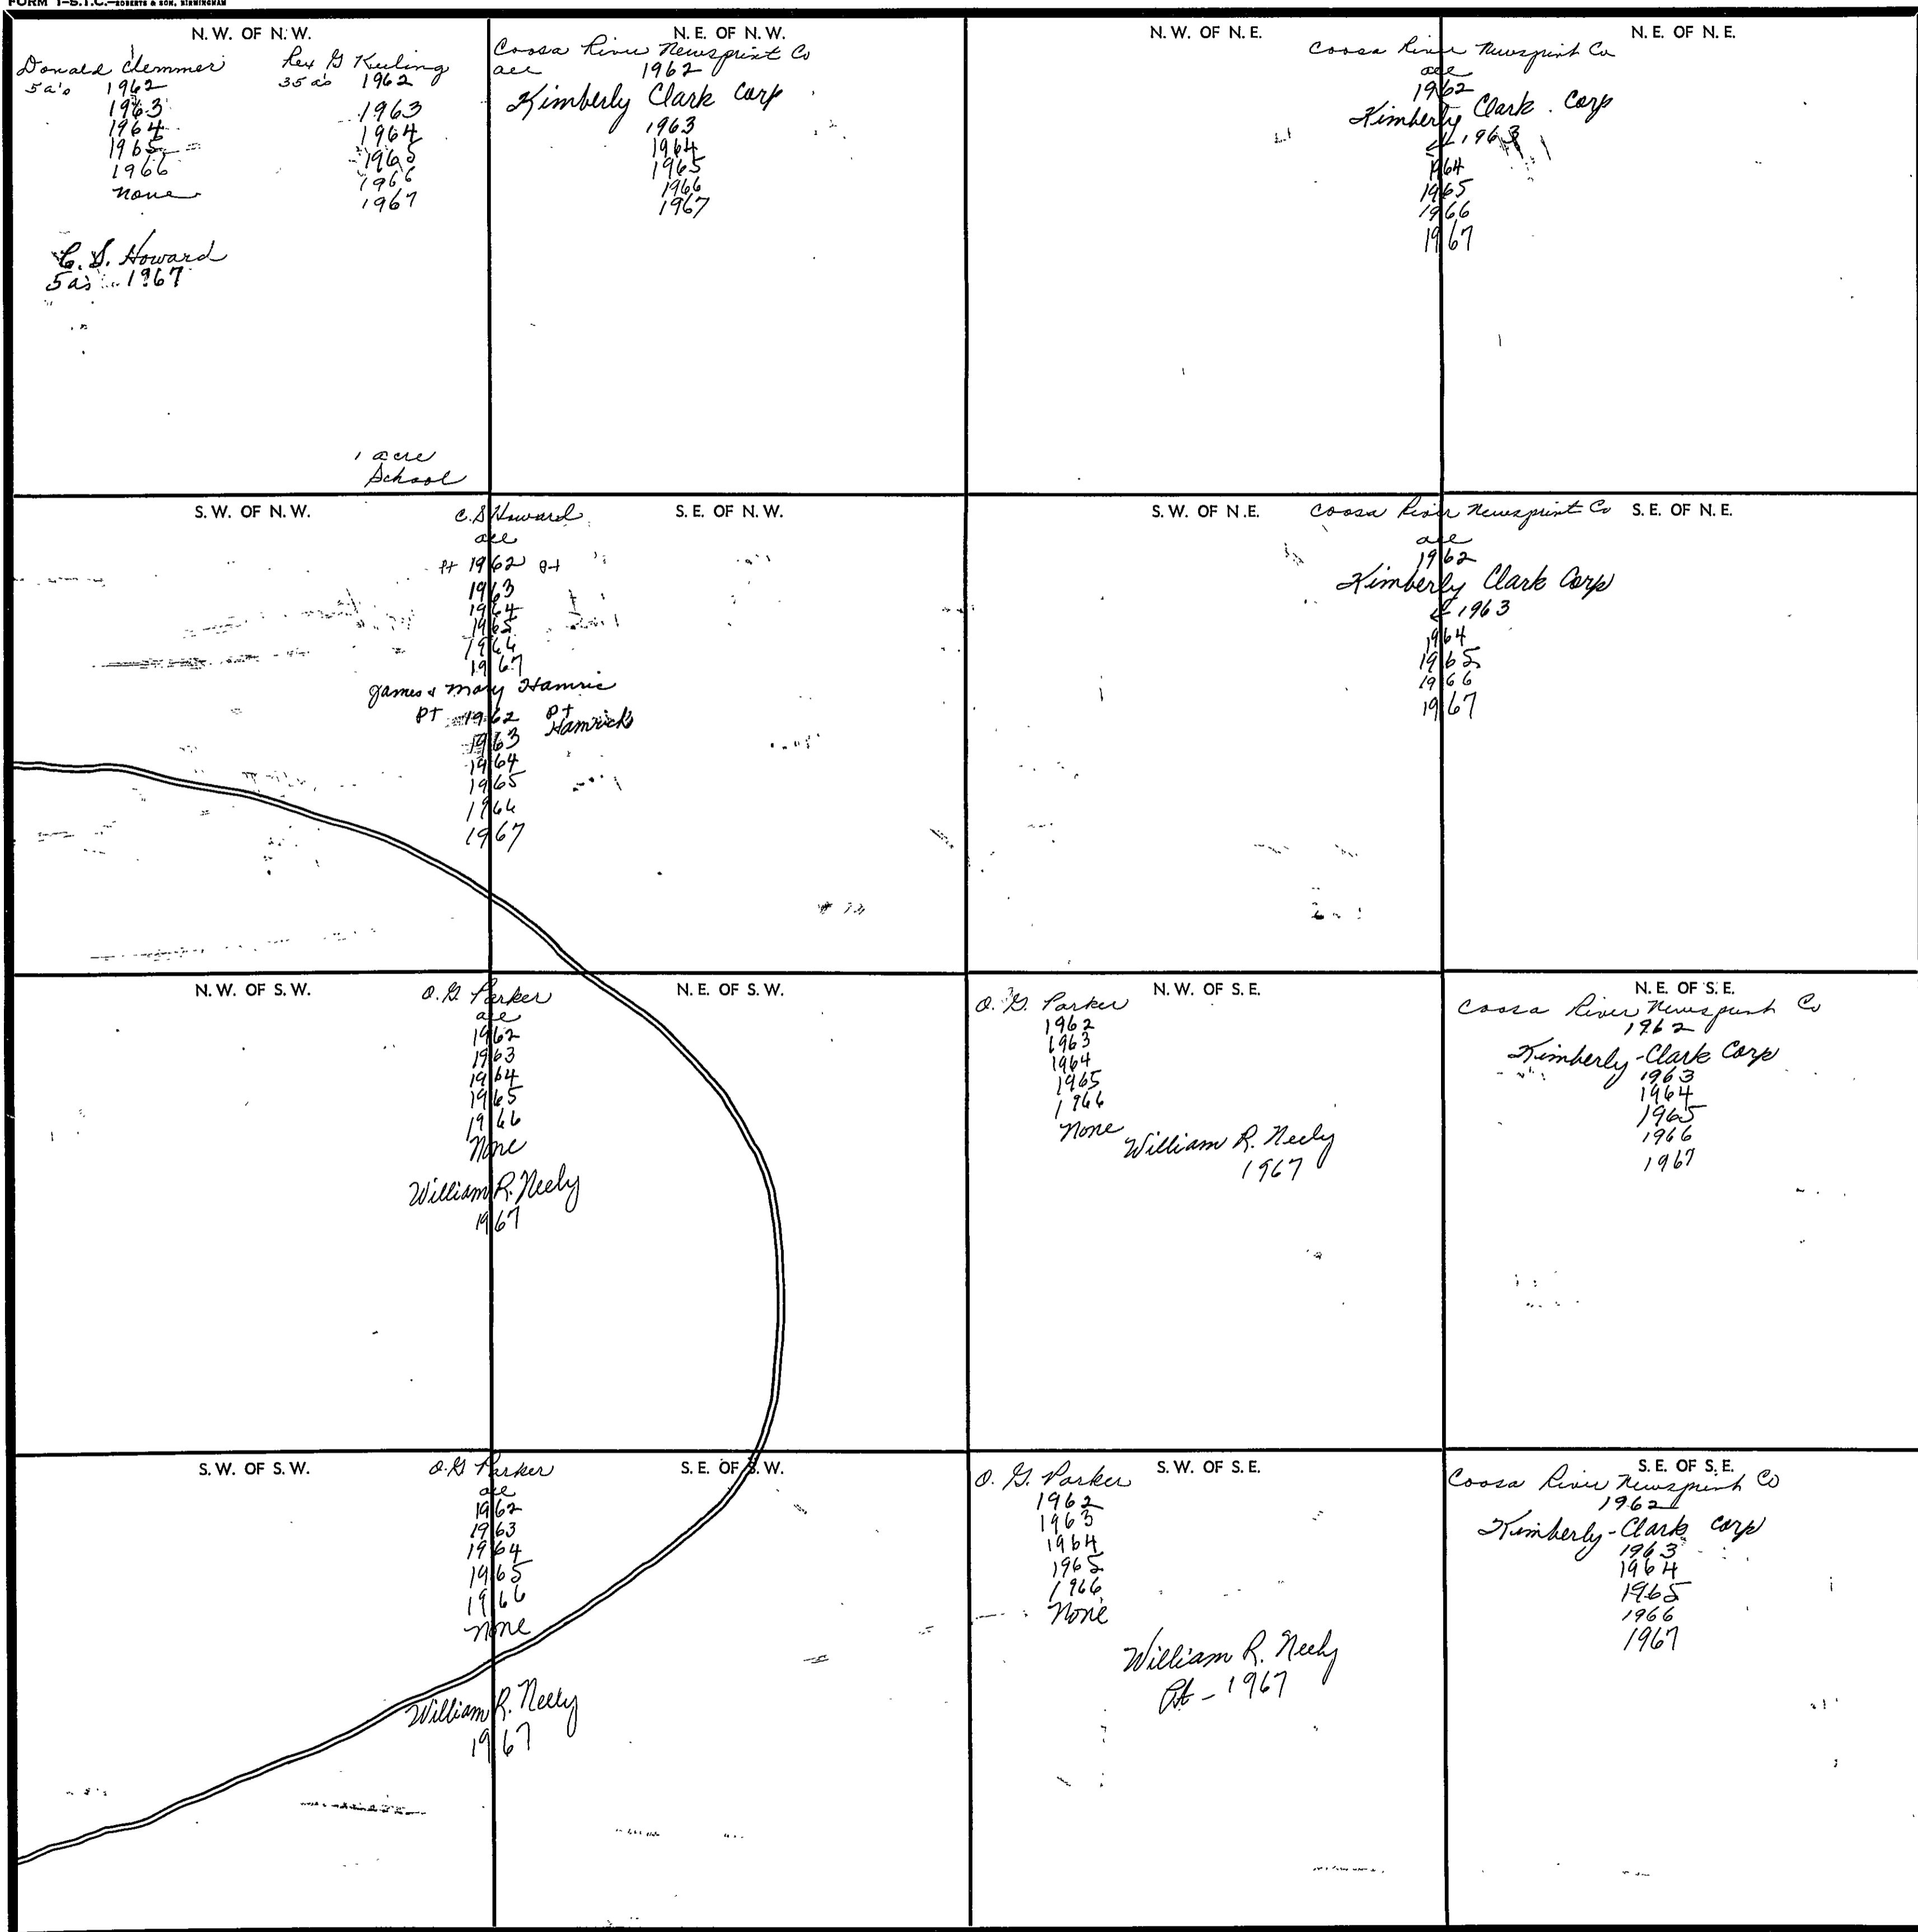 FORM 1-S.T.C.—ROBERTS & SON, BIRMINGHAM
N. W. OF N. W.
Donald Clemmer
5 a's 1962
1963
1964
1965
1966
none
Rex G Keiling
35 a's 1962
1963
1964
1965
1966
1967
C. S. Howard
5 a's 1967
1 acre
School
N. E. OF N. W.
Coosa River Newsprint Co
all 1962
Kimberly Clark Corp
1963
1964
1965
1966
1967
N. W. OF N. E.
N. E. OF N. E.
Coosa River Newsprint Co
all
1962
Kimberly Clark Corp
1963
1964
1965
1966
1967
S. W. OF N. W.
S. E. OF N. W.
C. S Howard
all
pt 1962 pt
1963
1964
1965
1966
1967
James & Mary Hamric
pt 1962 pt
Hamrick
1963
1964
1965
1966
1967
S. W. OF N. E.
S. E. OF N. E.
Coosa River Newsprint Co
all
1962
Kimberly Clark Corp
1963
1964
1965
1966
1967
N. W. OF S. W.
N. E. OF S. W.
O. G. Parker
all
1962
1963
1964
1965
1966
None
William R. Neely
1967
N. W. OF S. E.
O. G. Parker
1962
1963
1964
1965
1966
None
William R. Neely
1967
N. E. OF S. E.
Coosa River Newsprint Co
1962
Kimberly-Clark Corp
1963
1964
1965
1966
1967
S. W. OF S. W.
S. E. OF S. W.
O. G Parker
all
1962
1963
1964
1965
1966
none
William R. Neely
1967
S. W. OF S. E.
O. G. Parker
1962
1963
1964
1965
1966
None
William R. Neely
Pt - 1967
S. E. OF S. E.
Coosa River Newsprint Co
1962
Kimberly-Clark Corp
1963
1964
1965
1966
1967